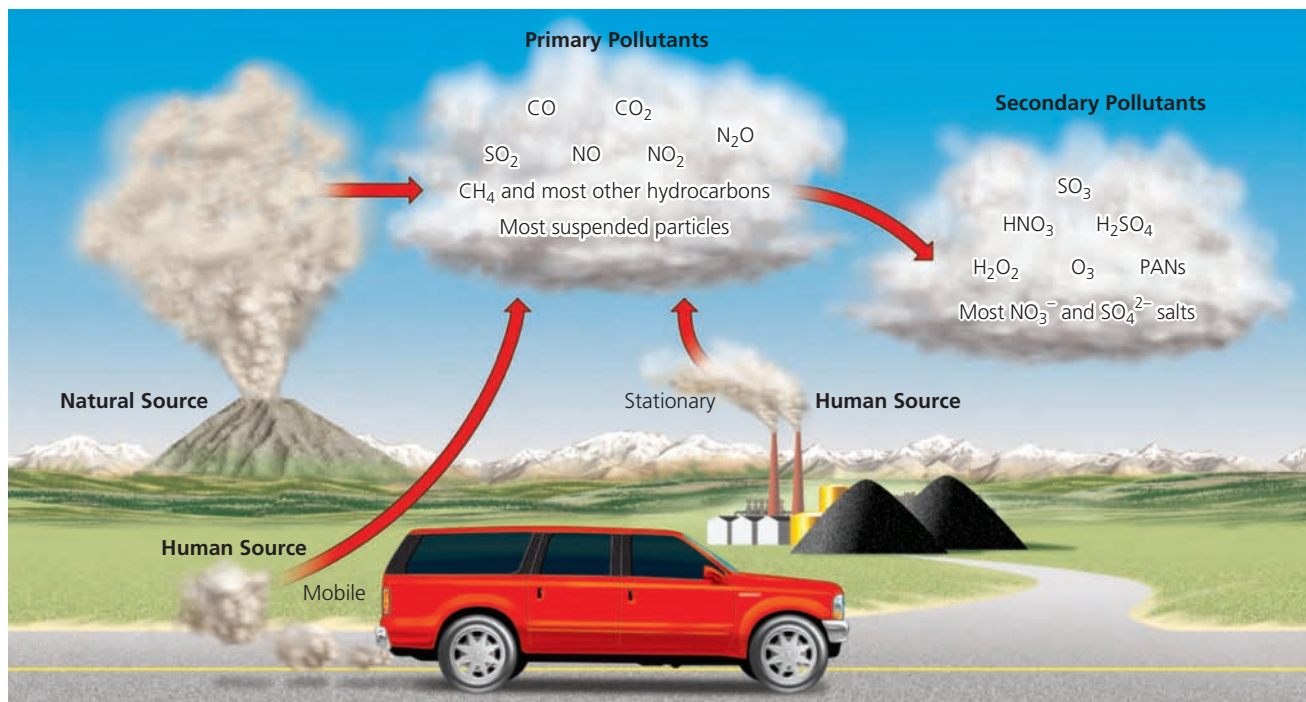 Primary Pollutants
CO CO₂
N₂O
SO₂ NO NO₂
CH₄ and most other hydrocarbons
Most suspended particles
Secondary Pollutants
SO₃
HNO₃ H₂SO₄
H₂O₂ O₃ PANs
Most NO₃⁻ and SO₄²⁻ salts
Natural Source
Stationary
Human Source
Human Source
Mobile